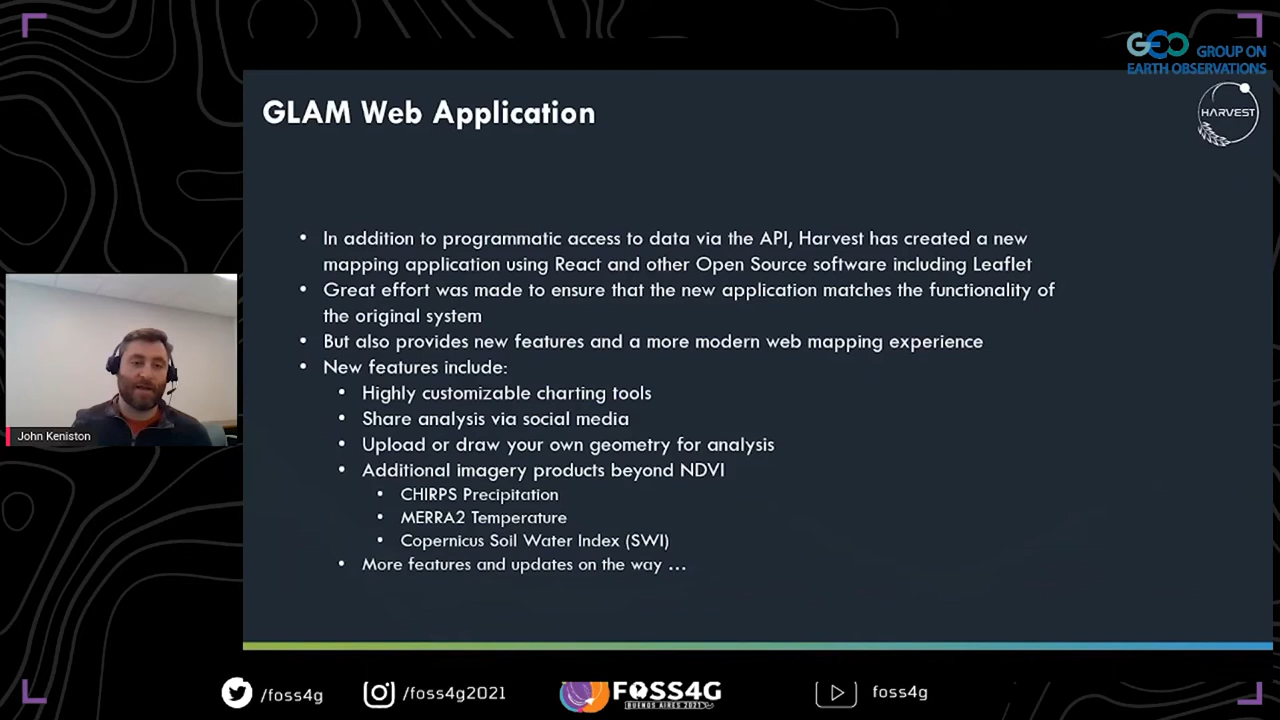 GEO GROUP ON
EARTH OBSERVATIONS
GLAM Web Application
HARVEST
• In addition to programmatic access to data via the API, Harvest has created a new
mapping application using React and other Open Source software including Leaflet
• Great effort was made to ensure that the new application matches the functionality of
the original system
• But also provides new features and a more modern web mapping experience
• New features include:
• Highly customizable charting tools
• Share analysis via social media
• Upload or draw your own geometry for analysis
• Additional imagery products beyond NDVI
• CHIRPS Precipitation
• MERRA2 Temperature
• Copernicus Soil Water Index (SWI)
• More features and updates on the way ...
John Keniston
/foss4g
/foss4g2021
FOSS4G
BUENOS AIRES 2021
foss4g